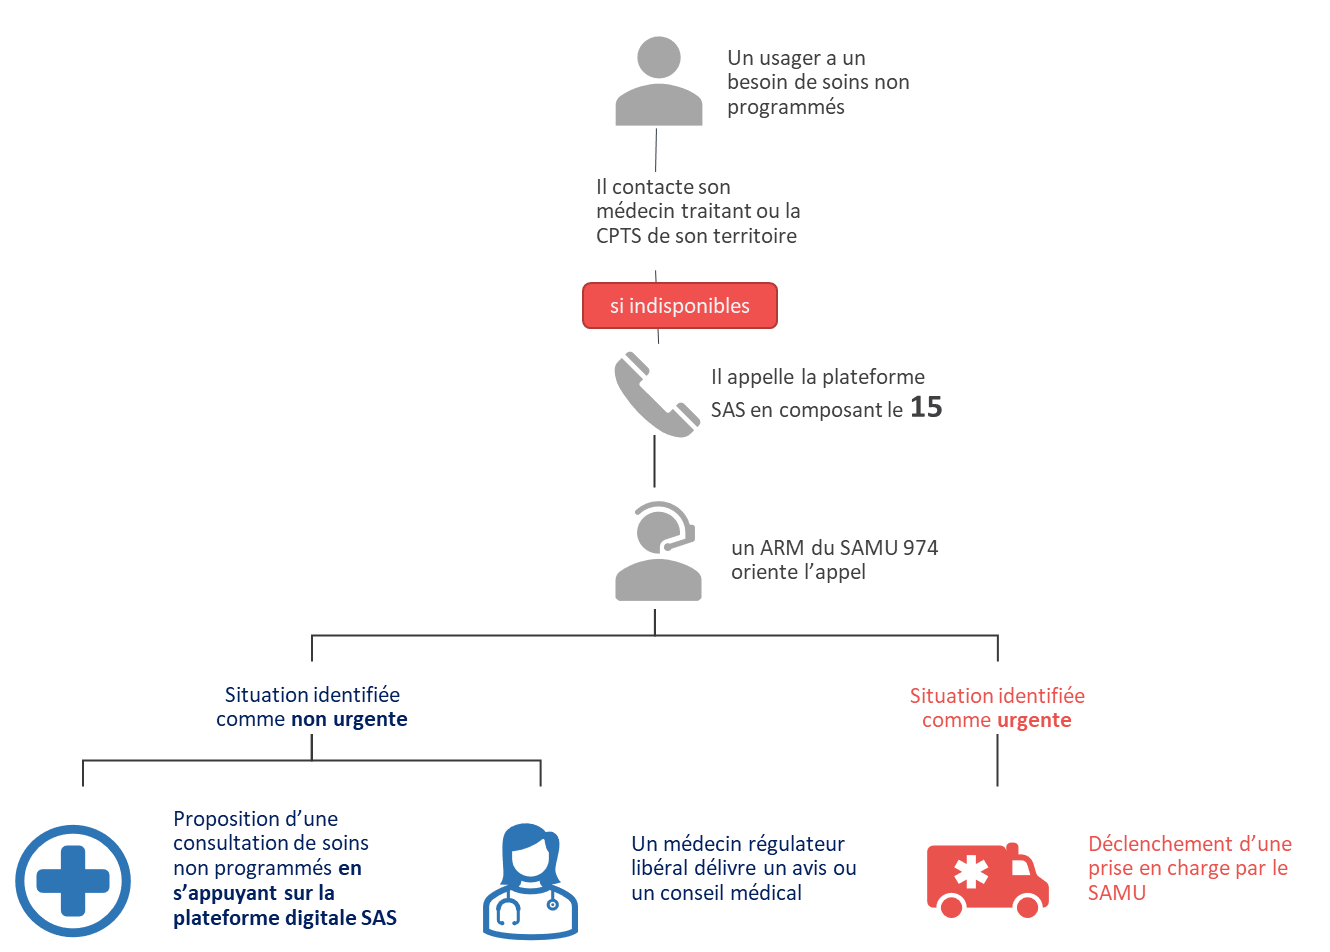 Un usager a un
besoin de soins non
programmés
Il contacte son
médecin traitant ou la
CPTS de son territoire
si indisponibles
Il appelle la plateforme
SAS en composant le 15
un ARM du SAMU 974
oriente l’appel
Situation identifiée
comme non urgente
Situation identifiée
comme urgente
Proposition d’une
consultation de soins
non programmés en
s’appuyant sur la
plateforme digitale SAS
Un médecin régulateur
libéral délivre un avis ou
un conseil médical
Déclenchement d’une
prise en charge par le
SAMU